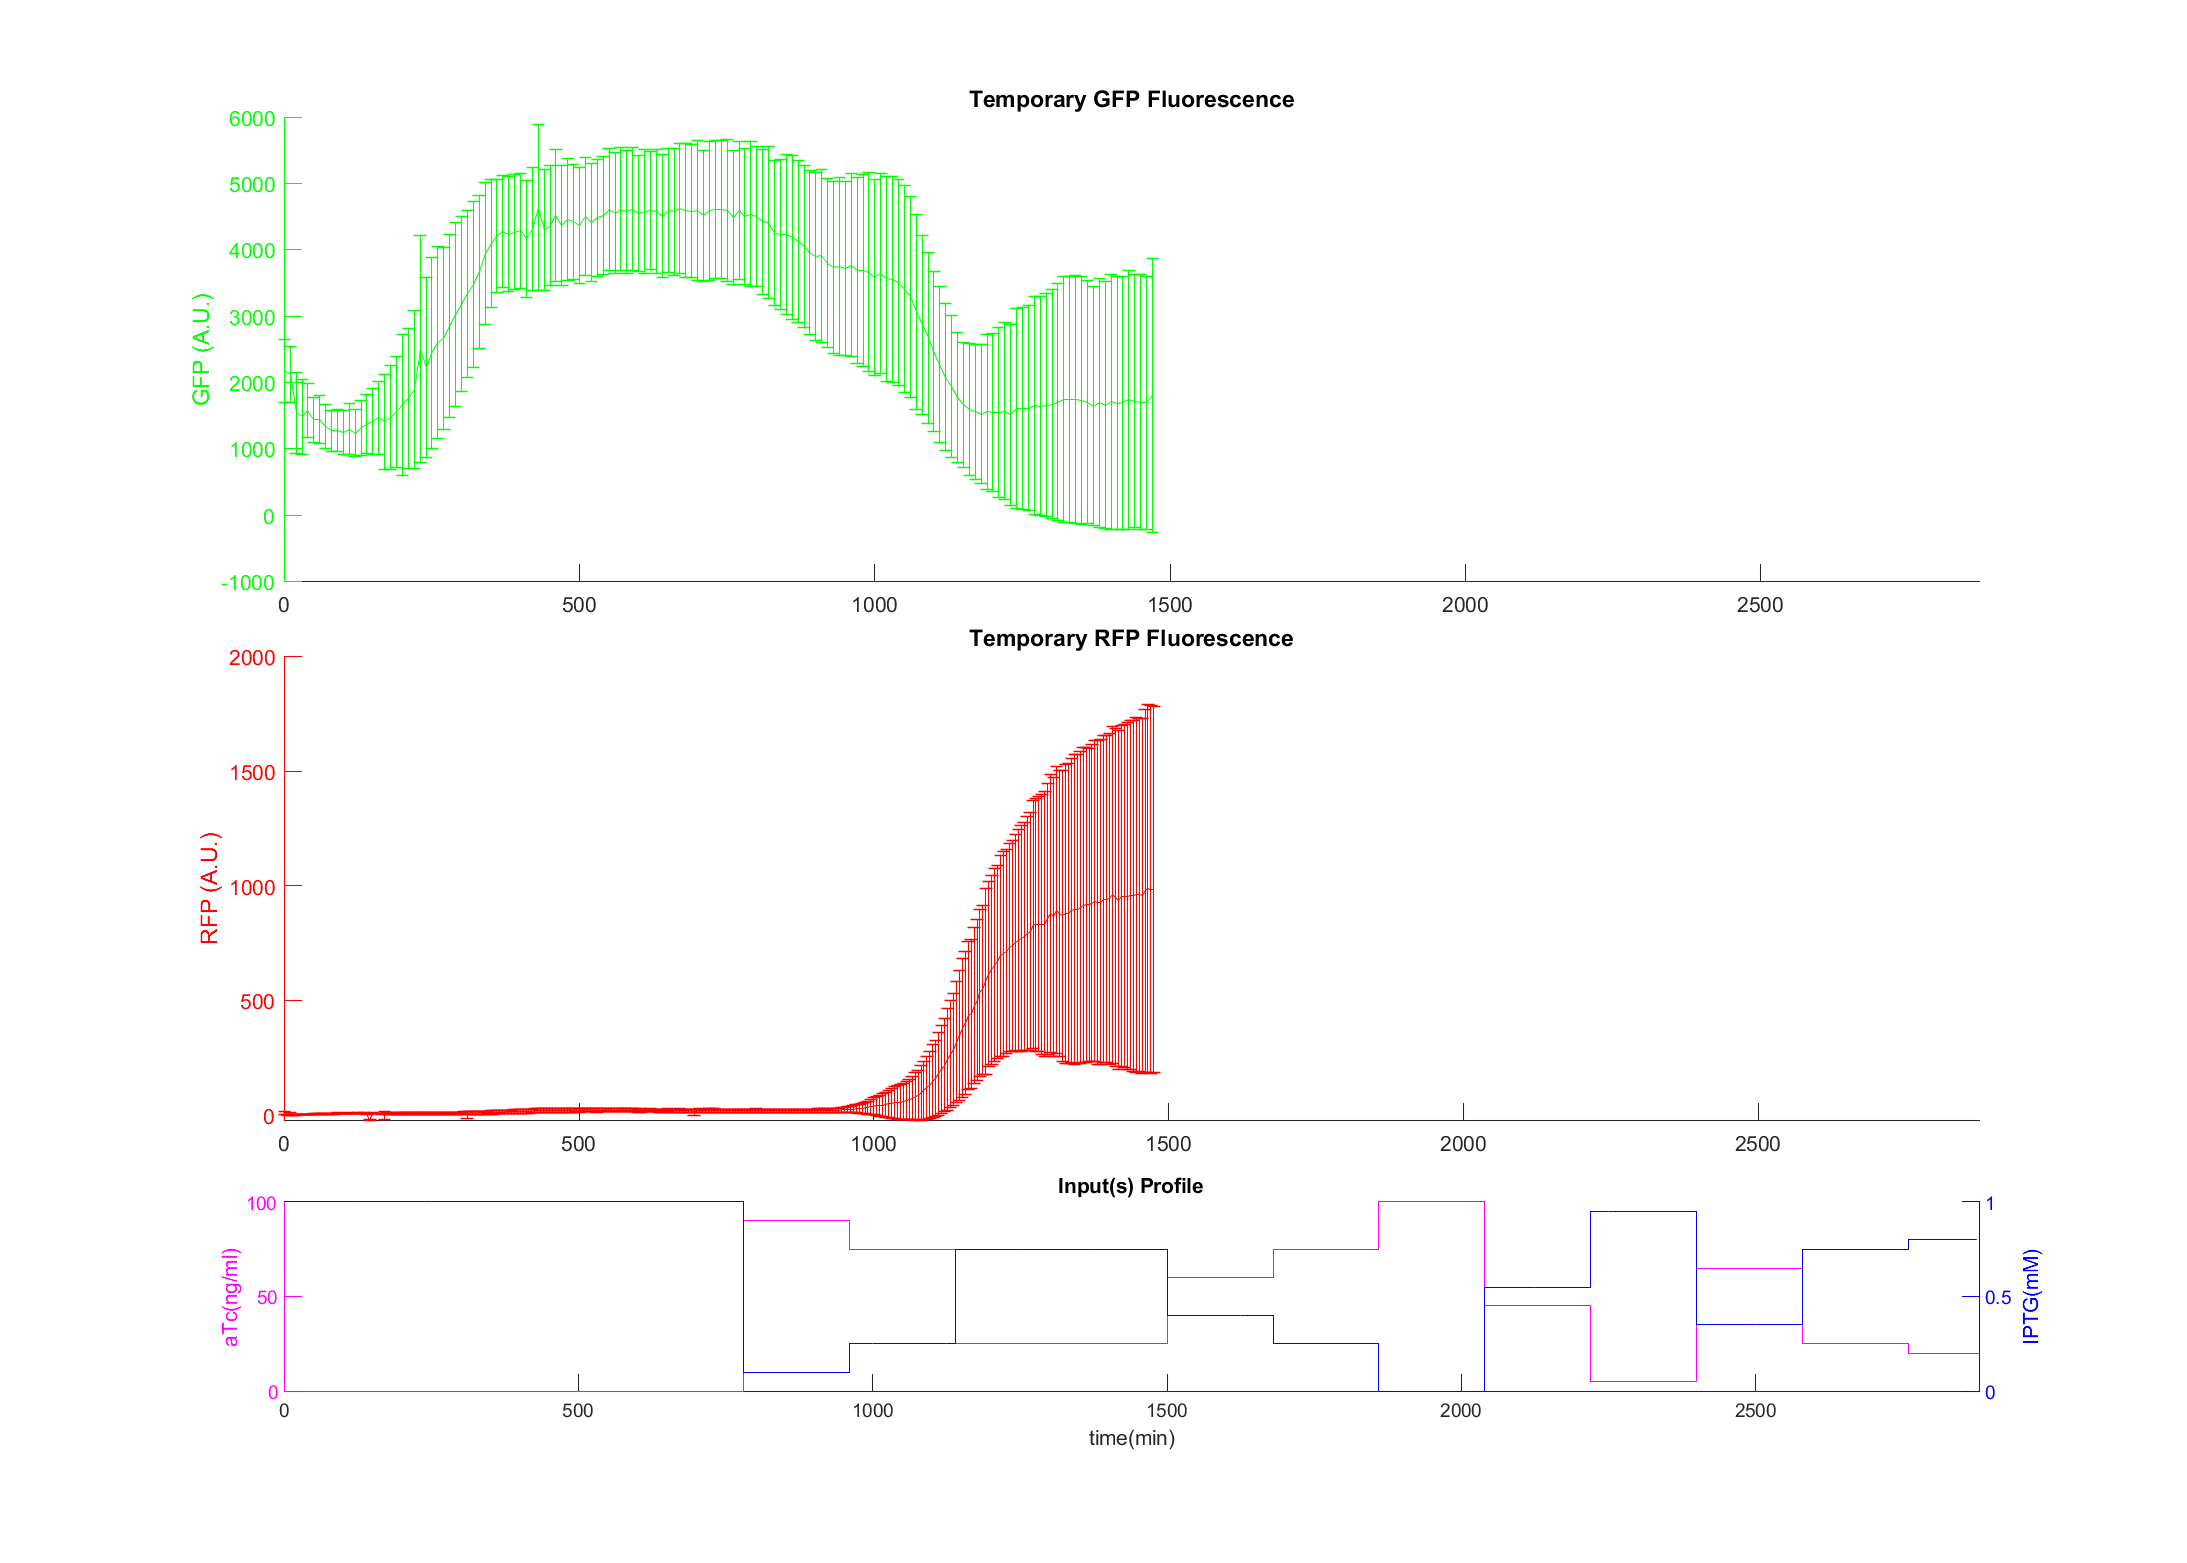 Temporary GFP Fluorescence
6000
5000
4000
3000
2000
1000
0
-1000
GFP (A.U.)
0 500 1000 1500 2000 2500
Temporary RFP Fluorescence
2000
1500
1000
500
0
RFP (A.U.)
0 500 1000 1500 2000 2500
Input(s) Profile
100
50
0
aTc(ng/ml)
1
0.5
0
IPTG(mM)
0 500 1000 1500 2000 2500
time(min)